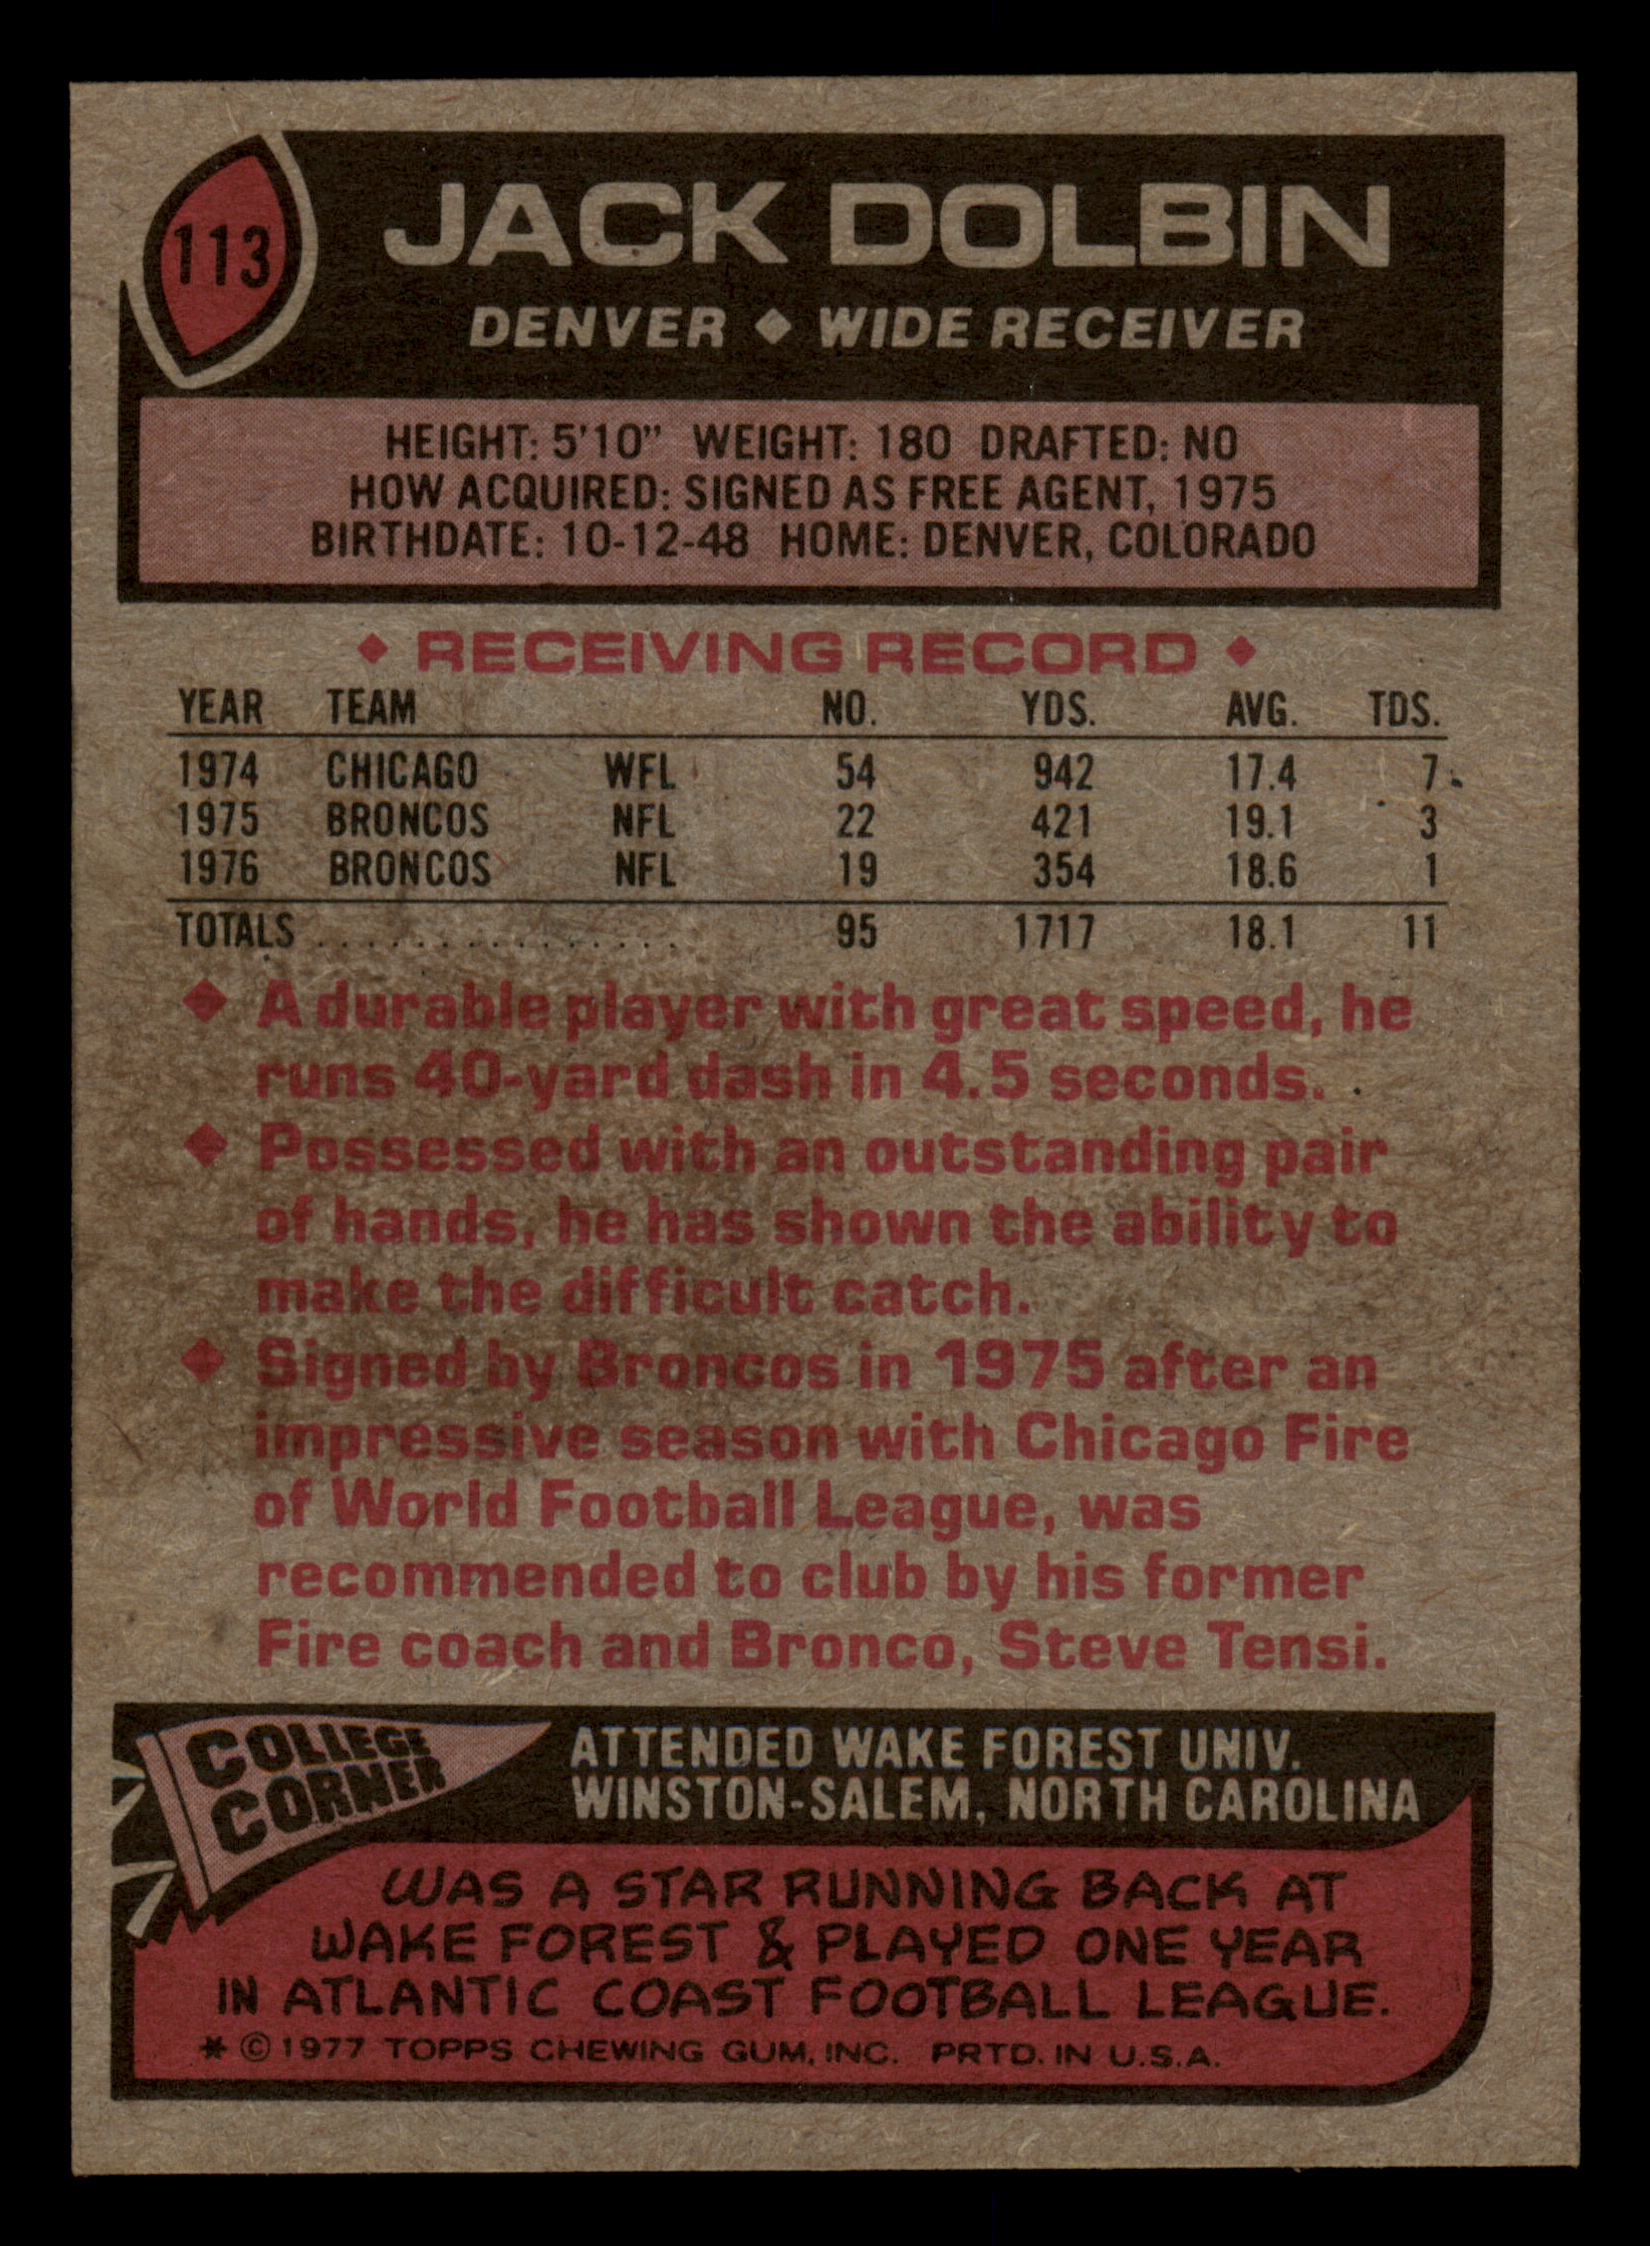 113
JACK DOLBIN
DENVER ◆ WIDE RECEIVER
HEIGHT: 5'10" WEIGHT: 180 DRAFTED: NO
HOW ACQUIRED: SIGNED AS FREE AGENT, 1975
BIRTHDATE: 10-12-48 HOME: DENVER, COLORADO
◆ RECEIVING RECORD ◆
YEAR TEAM NO. YDS. AVG. TDS.
1974 CHICAGO WFL 54 942 17.4 7
1975 BRONCOS NFL 22 421 19.1 3
1976 BRONCOS NFL 19 354 18.6 1
TOTALS ................ 95 1717 18.1 11
◆ A durable player with great speed, he
runs 40-yard dash in 4.5 seconds.
◆ Possessed with an outstanding pair
of hands, he has shown the ability to
make the difficult catch.
◆ Signed by Broncos in 1975 after an
impressive season with Chicago Fire
of World Football League, was
recommended to club by his former
Fire coach and Bronco, Steve Tensi.
COLLEGE
CORNER
ATTENDED WAKE FOREST UNIV.
WINSTON-SALEM, NORTH CAROLINA
WAS A STAR RUNNING BACK AT
WAKE FOREST & PLAYED ONE YEAR
IN ATLANTIC COAST FOOTBALL LEAGUE.
* © 1977 TOPPS CHEWING GUM, INC. PRTD. IN U.S.A.